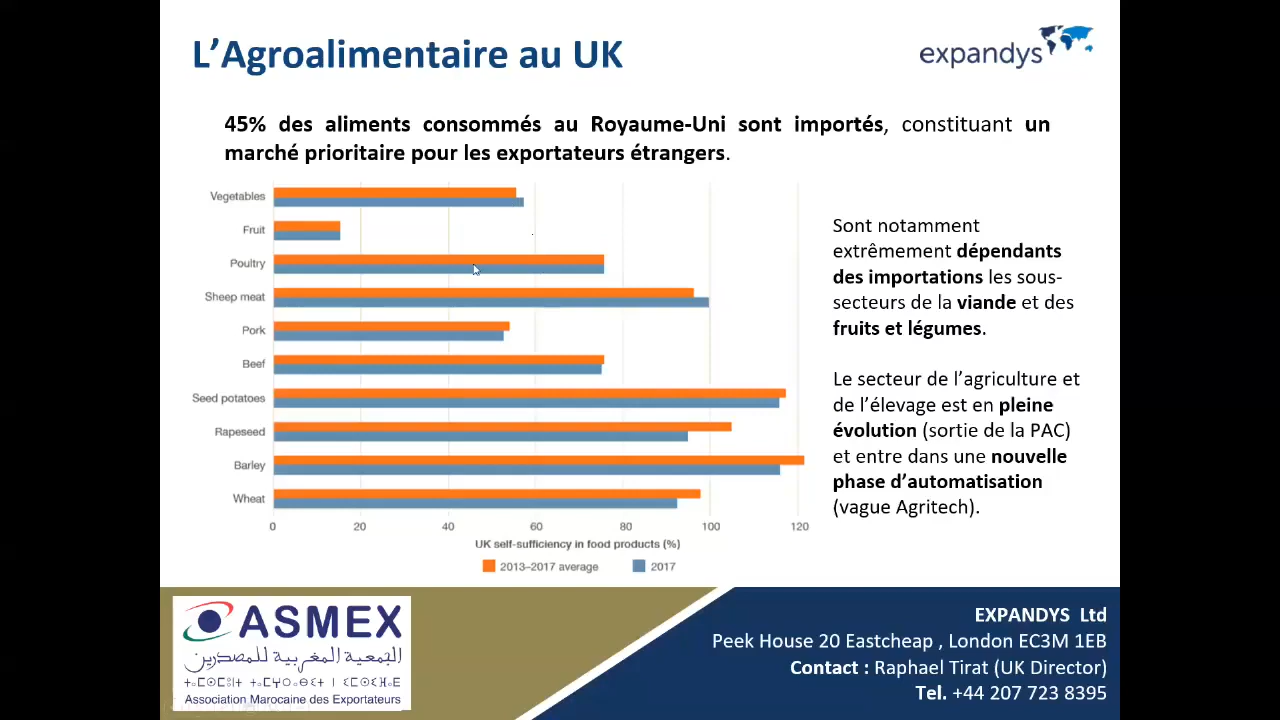 L'Agroalimentaire au UK
expandys
45% des aliments consommés au Royaume-Uni sont importés, constituant un
marché prioritaire pour les exportateurs étrangers.
Vegetables
Fruit
Poultry
Sheep meat
Pork
Beef
Seed potatoes
Rapeseed
Barley
Wheat
0 20 40 60 80 100 120
UK self-sufficiency in food products (%)
2013–2017 average 2017
Sont notamment
extrêmement dépendants
des importations les sous-
secteurs de la viande et des
fruits et légumes.
Le secteur de l'agriculture et
de l'élevage est en pleine
évolution (sortie de la PAC)
et entre dans une nouvelle
phase d'automatisation
(vague Agritech).
ASMEX
الجمعية المغربية للمصدرين
Association Marocaine des Exportateurs
EXPANDYS Ltd
Peek House 20 Eastcheap , London EC3M 1EB
Contact : Raphael Tirat (UK Director)
Tel. +44 207 723 8395